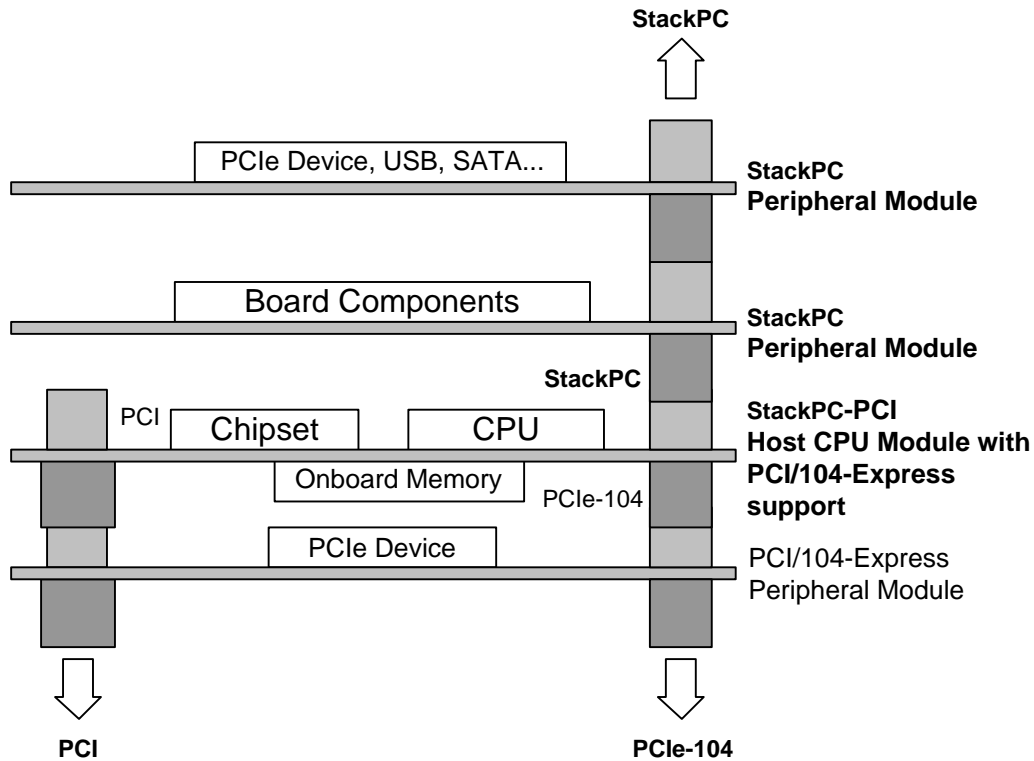 StackPC
PCIe Device, USB, SATA...
StackPC
Peripheral Module
Board Components
StackPC
Peripheral Module
StackPC
PCI
Chipset
CPU
StackPC-PCI
Host CPU Module with
PCI/104-Express
support
Onboard Memory
PCIe-104
PCIe Device
PCI/104-Express
Peripheral Module
PCI
PCIe-104